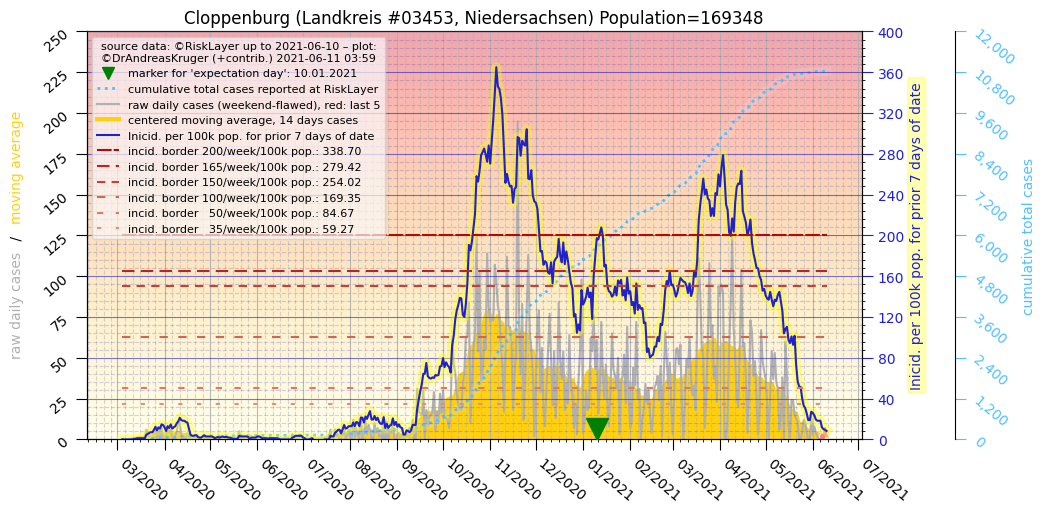 Cloppenburg (Landkreis #03453, Niedersachsen) Population=169348
source data: ©RiskLayer up to 2021-06-10 – plot:
©DrAndreasKruger (+contrib.) 2021-06-11 03:59
marker for 'expectation day': 10.01.2021
cumulative total cases reported at RiskLayer
raw daily cases (weekend-flawed), red: last 5
centered moving average, 14 days cases
Inicid. per 100k pop. for prior 7 days of date
incid. border 200/week/100k pop.: 338.70
incid. border 165/week/100k pop.: 279.42
incid. border 150/week/100k pop.: 254.02
incid. border 100/week/100k pop.: 169.35
incid. border 50/week/100k pop.: 84.67
incid. border 35/week/100k pop.: 59.27
raw daily cases / moving average
250
225
200
175
150
125
100
75
50
25
0
400
360
320
280
240
200
160
120
80
40
0
Inicid. per 100k pop. for prior 7 days of date
12,000
10,800
9,600
8,400
7,200
6,000
4,800
3,600
2,400
1,200
0
cumulative total cases
03/2020
04/2020
05/2020
06/2020
07/2020
08/2020
09/2020
10/2020
11/2020
12/2020
01/2021
02/2021
03/2021
04/2021
05/2021
06/2021
07/2021